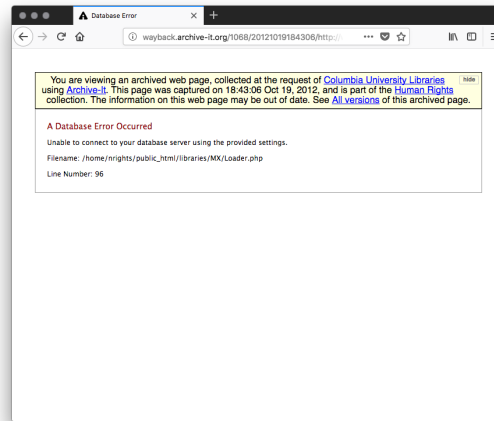 Database Error
wayback.archive-it.org/1068/20121019184306/http:/
You are viewing an archived web page, collected at the request of Columbia University Libraries
hide
using Archive-It. This page was captured on 18:43:06 Oct 19, 2012, and is part of the Human Rights
collection. The information on this web page may be out of date. See All versions of this archived page.
A Database Error Occurred
Unable to connect to your database server using the provided settings.
Filename: /home/nrights/public_html/libraries/MX/Loader.php
Line Number: 96